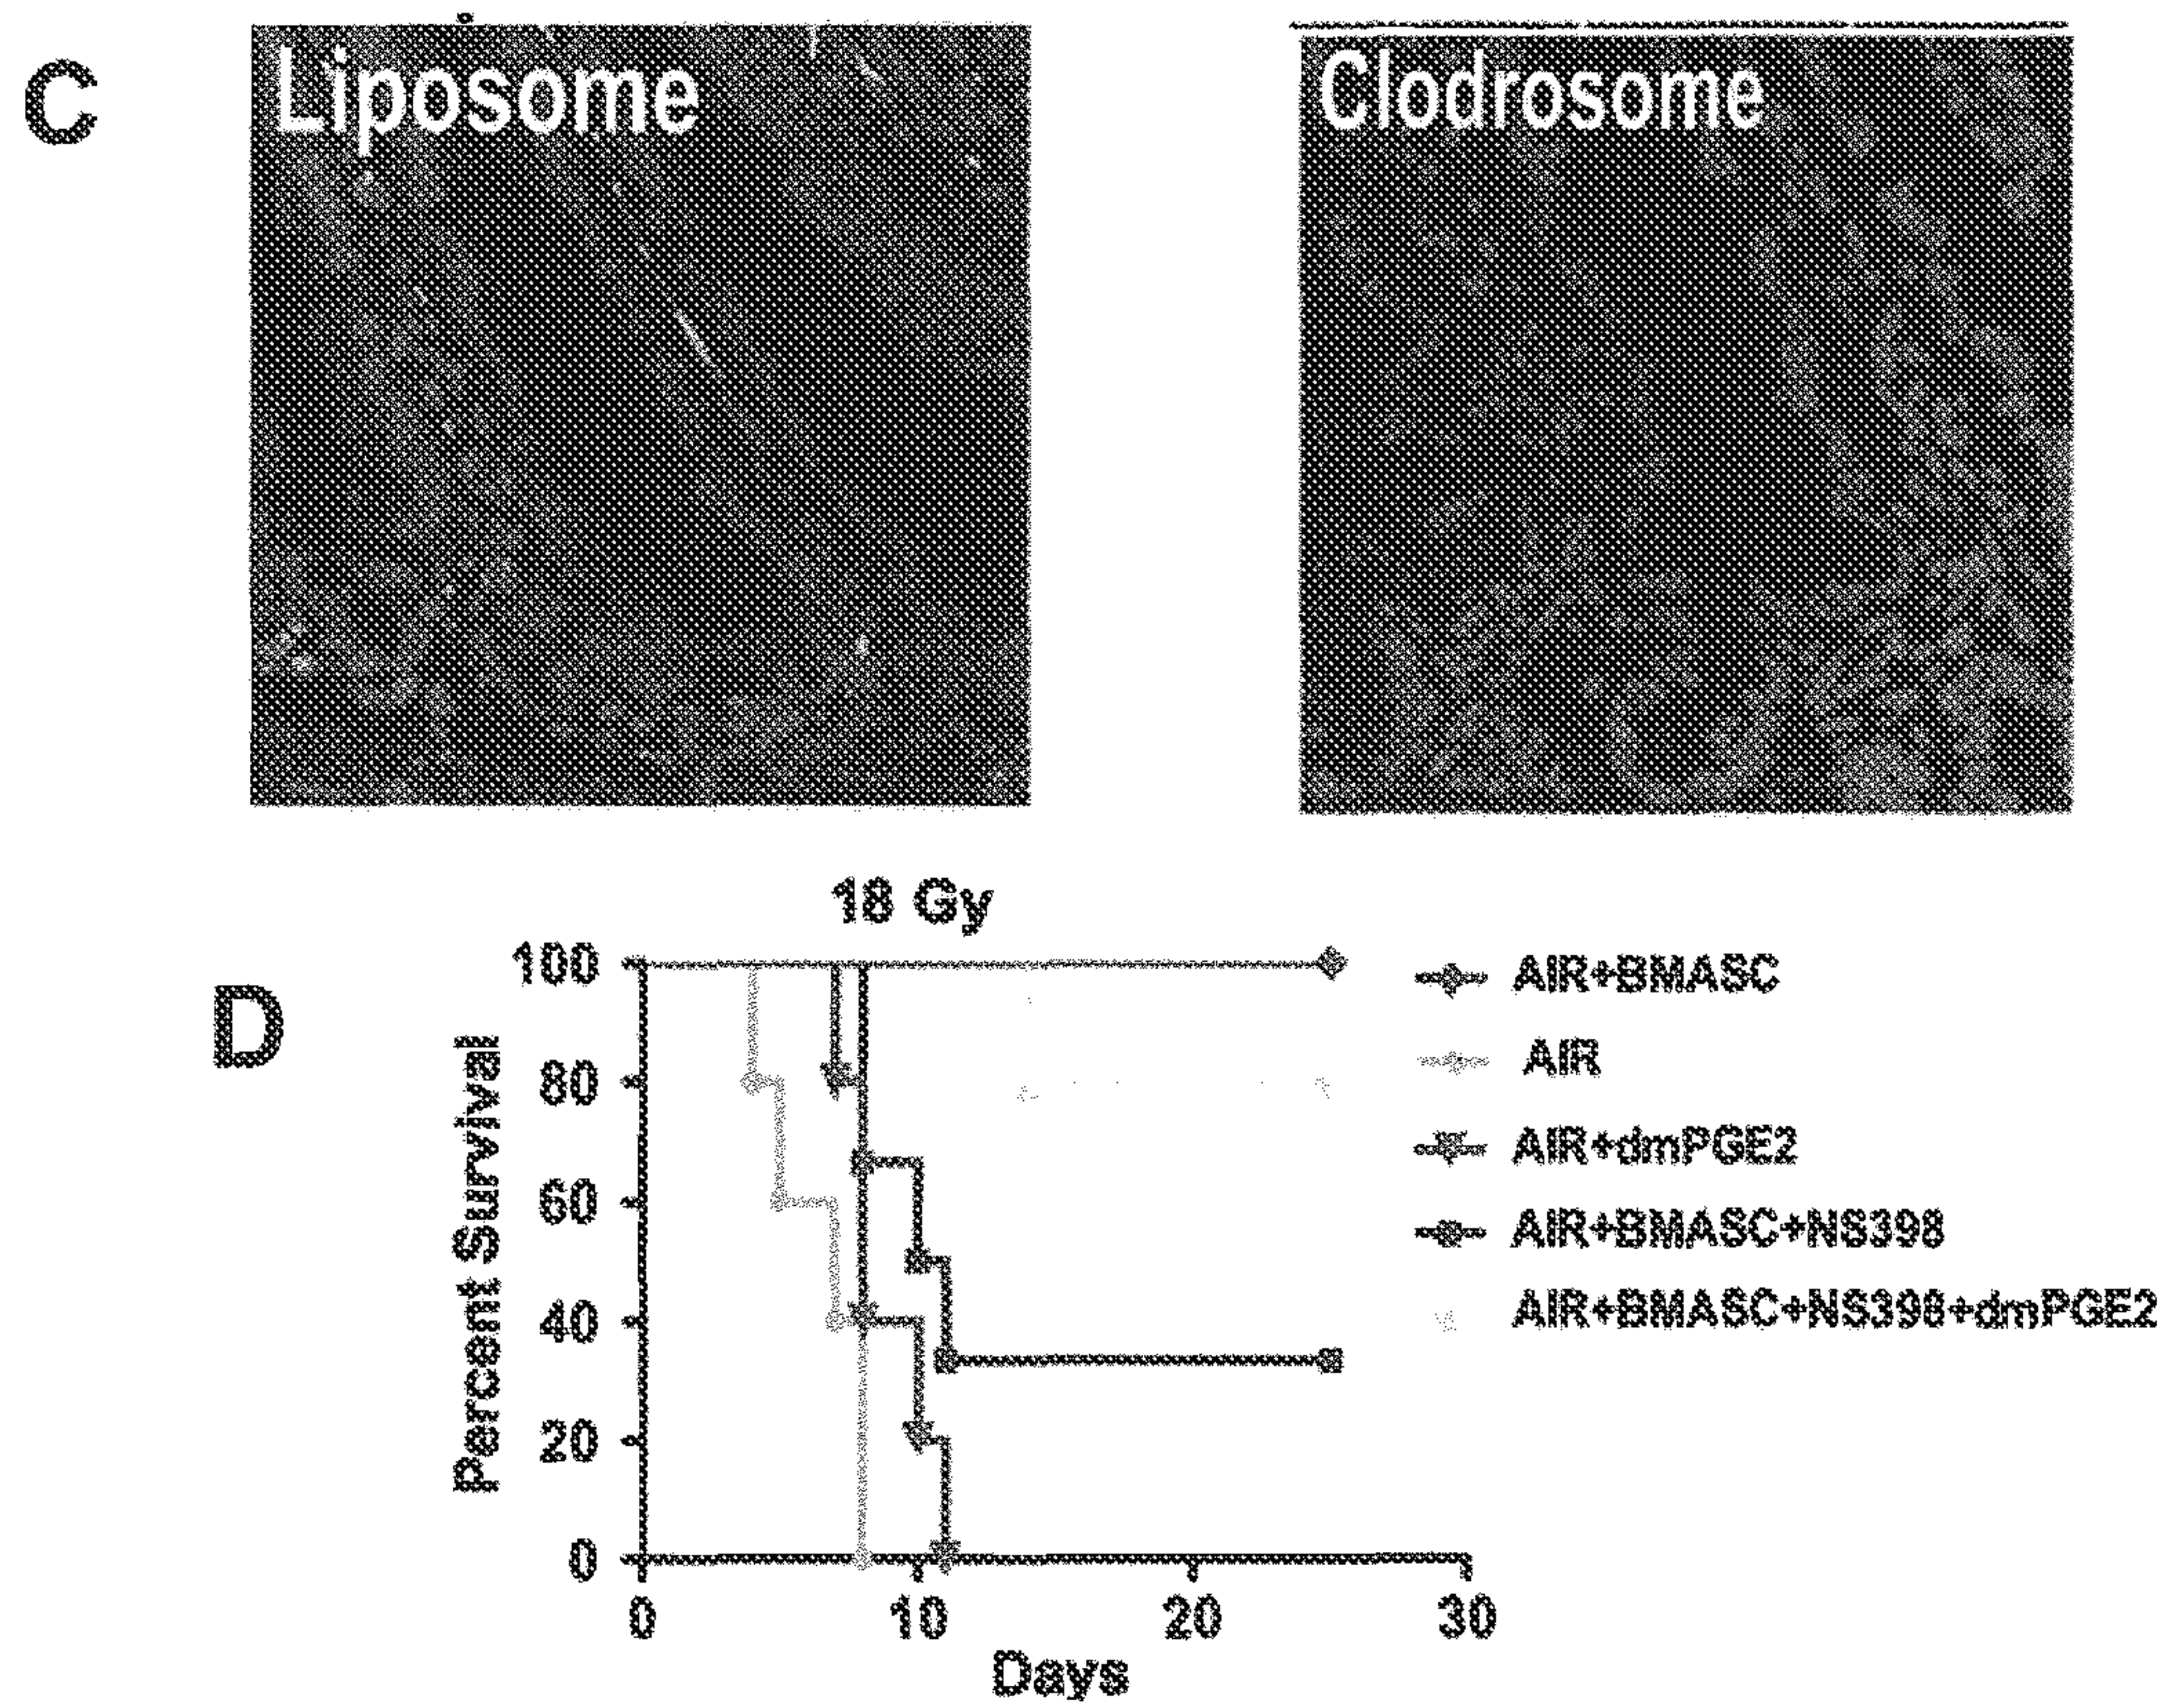 C
Liposome
Clodrosome
D
18 Gy
Percent Survival
100
80
60
40
20
0
0 10 20 30
Days
AIR+BMASC
AIR
AIR+dmPGE2
AIR+BMASC+NS398
AIR+BMASC+NS398+dmPGE2